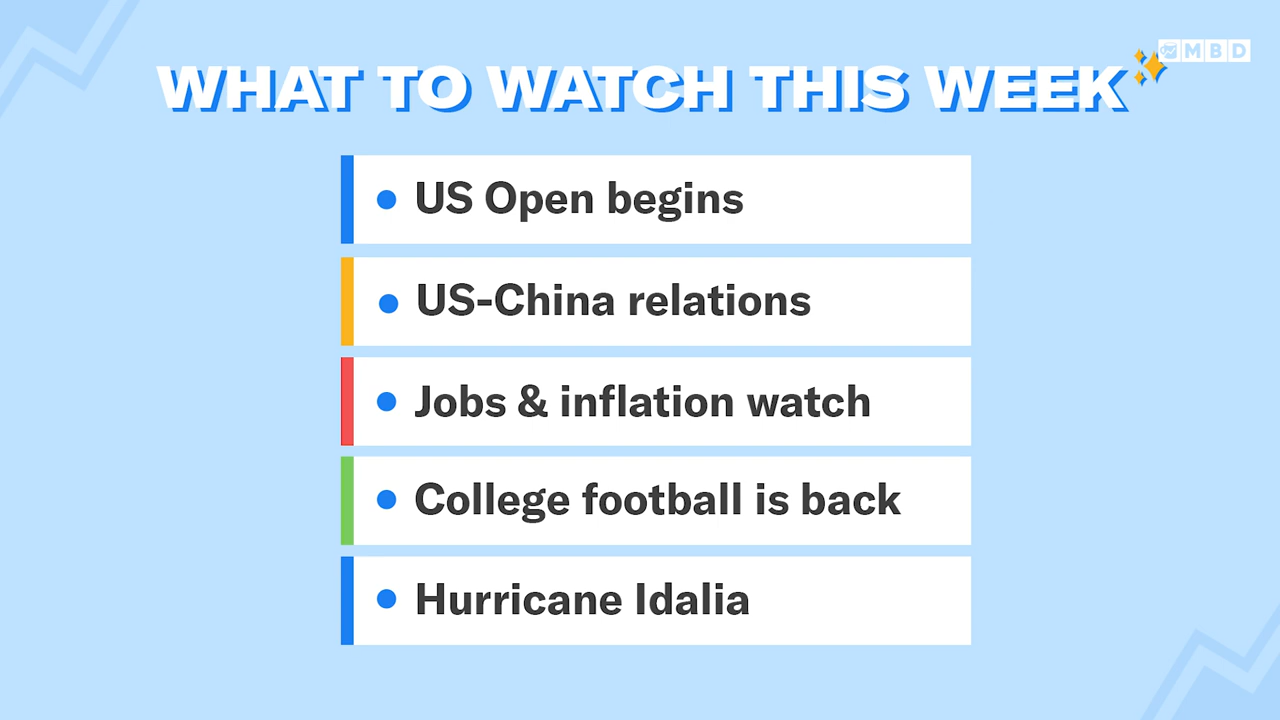 MBD
WHAT TO WATCH THIS WEEK
US Open begins
US-China relations
Jobs & inflation watch
College football is back
Hurricane Idalia